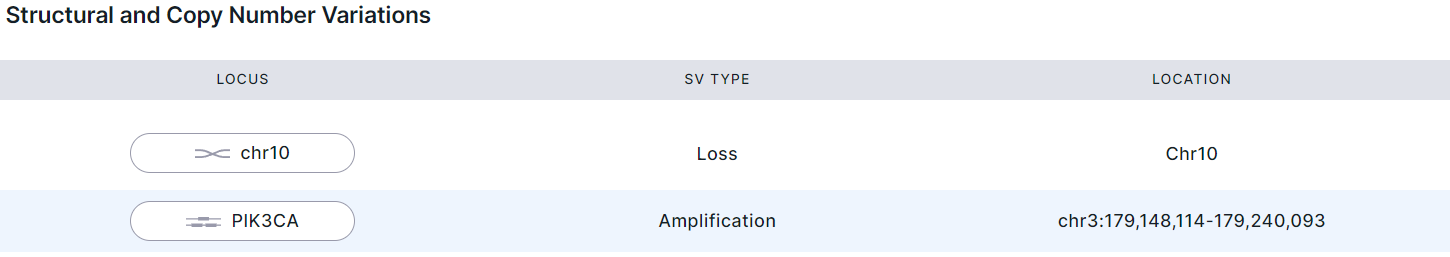 Structural and Copy Number Variations
LOCUS SV TYPE LOCATION
chr10 Loss Chr10
PIK3CA Amplification chr3:179,148,114-179,240,093